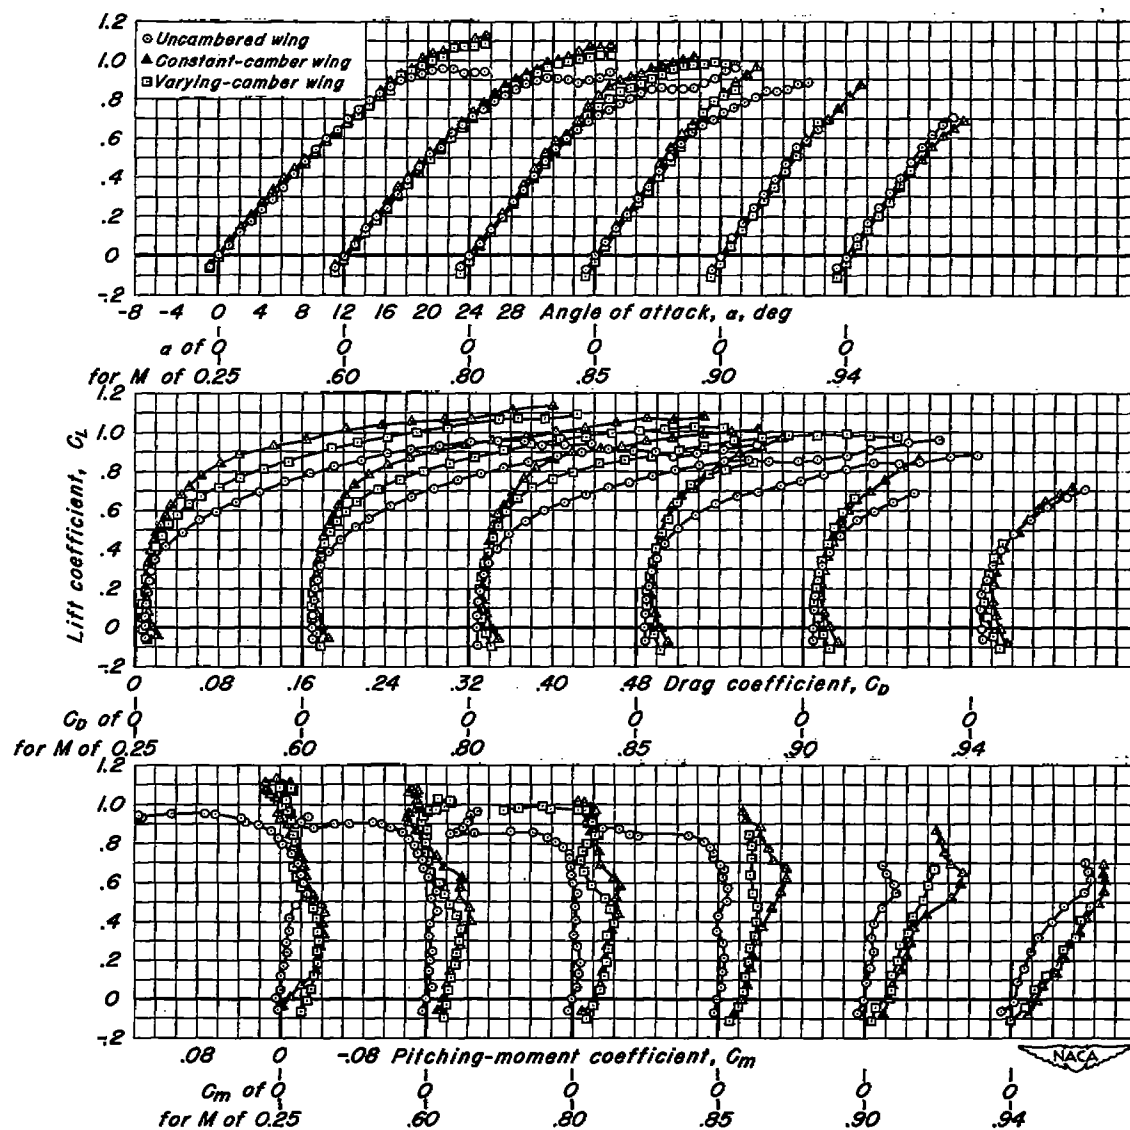 1.2
Uncambered wing
1.0
Constant-camber wing
.8
Varying-camber wing
.6
.4
.2
0
-.2
-8 -4 0 4 8 12 16 20 24 28 Angle of attack, α, deg
α of 0 0 0 0 0 0
for M of 0.25 .60 .80 .85 .90 .94
1.2
1.0
.8
.6
.4
.2
0
-.2
Lift coefficient, CL
0 .08 .16 .24 .32 .40 .48 Drag coefficient, CD
CD of 0 0 0 0 0 0
for M of 0.25 .60 .80 .85 .90 .94
1.2
1.0
.8
.6
.4
.2
0
-.2
.08 0 -.08 Pitching-moment coefficient, Cm
NACA
Cm of 0 0 0 0 0 0
for M of 0.25 .60 .80 .85 .90 .94